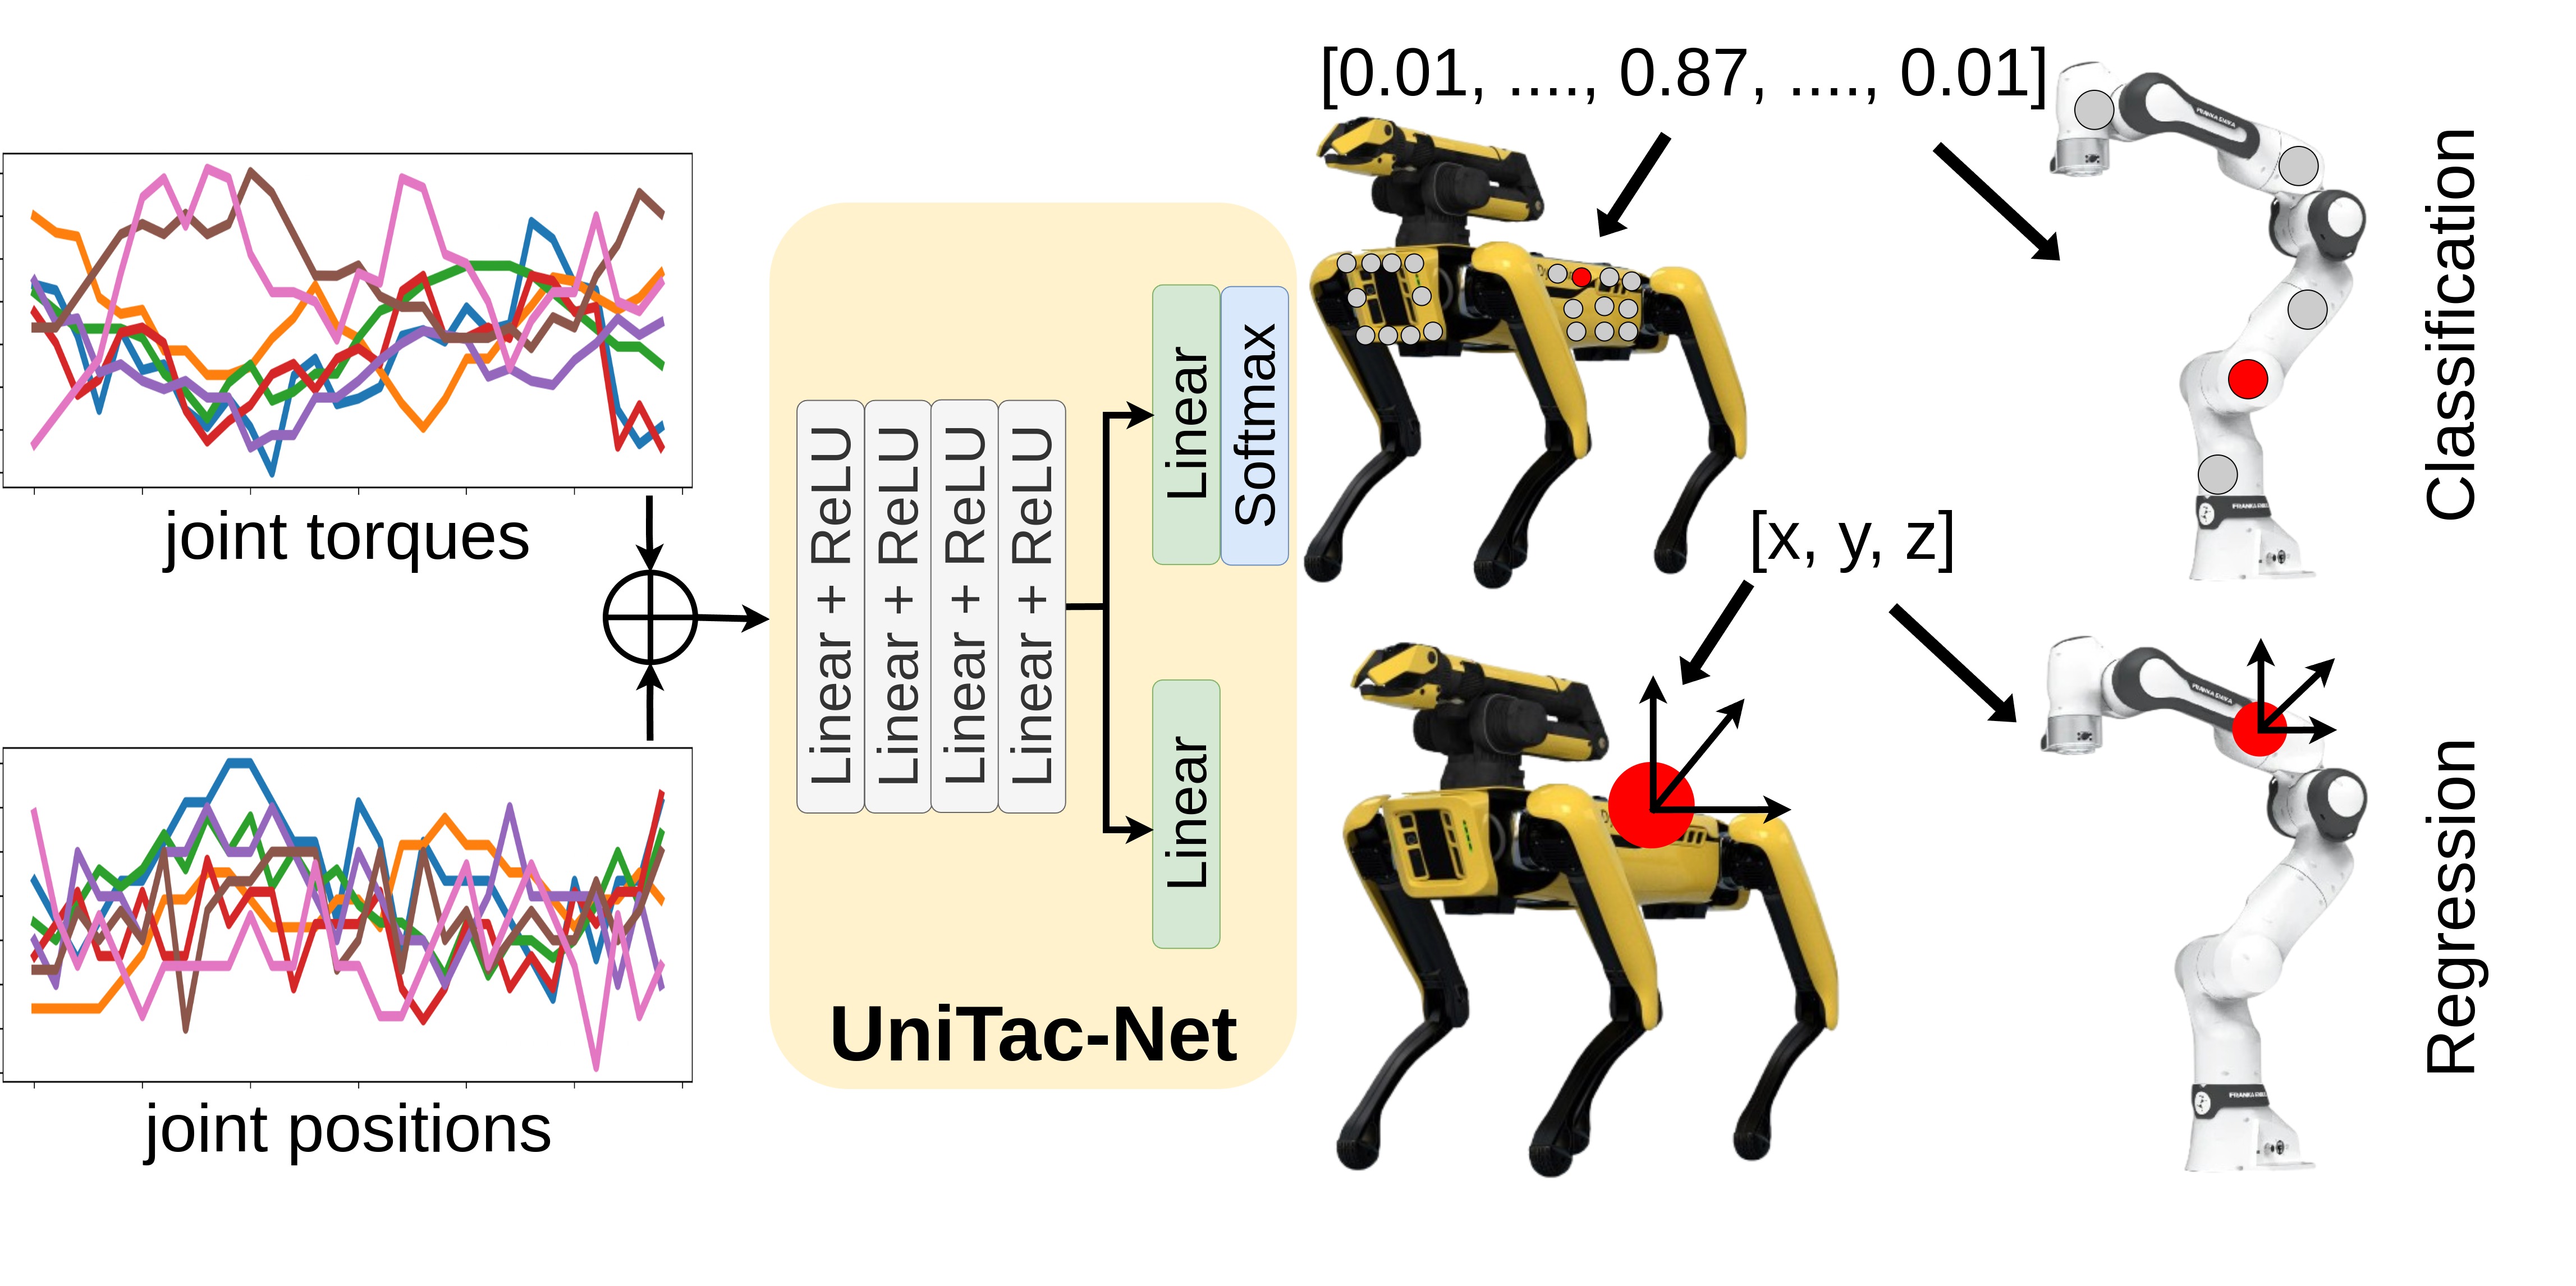 [0.01, ...., 0.87, ...., 0.01]
joint torques
joint positions
Linear + ReLU
Linear + ReLU
Linear + ReLU
Linear + ReLU
Linear
Softmax
Linear
UniTac-Net
[x, y, z]
Classification
Regression